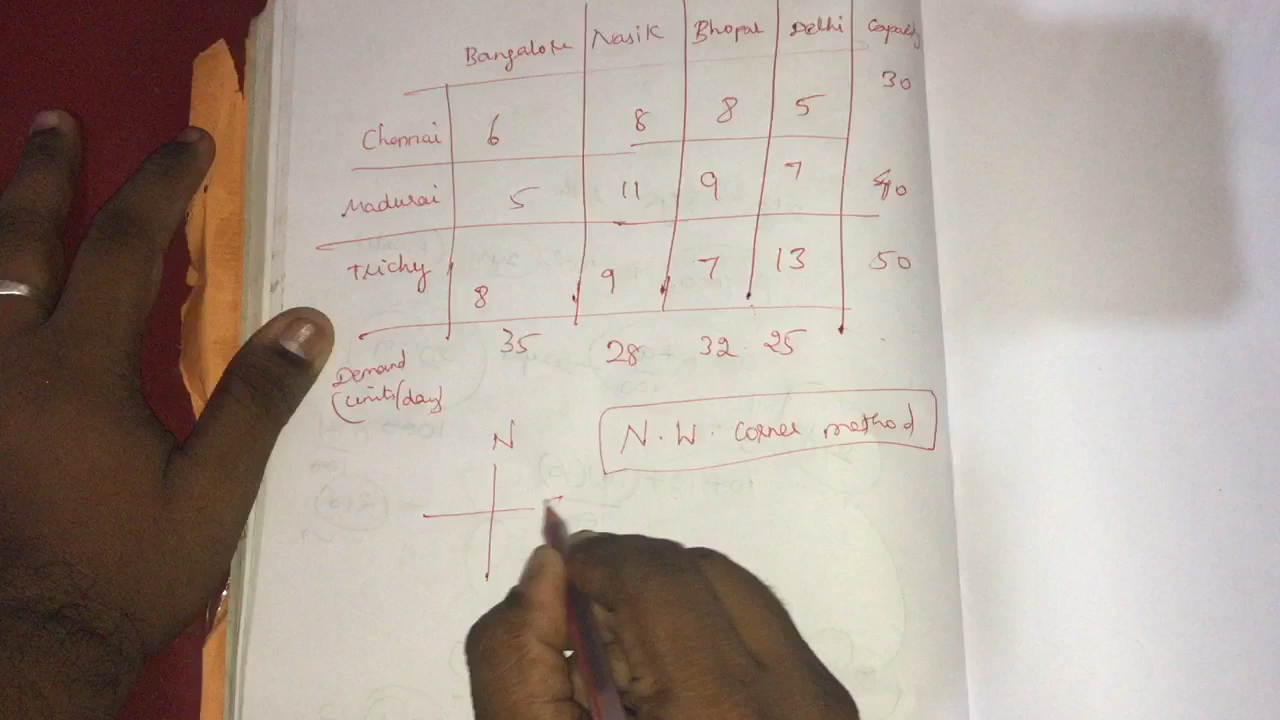 Bangalore Nasik Bhopal Delhi Capacity
30
Chennai 6 8 8 5
Madurai 5 11 9 7 40
Trichy 8 9 7 13 50
35 28 32 25
Demand
(units/day)
N. W. corner method
N